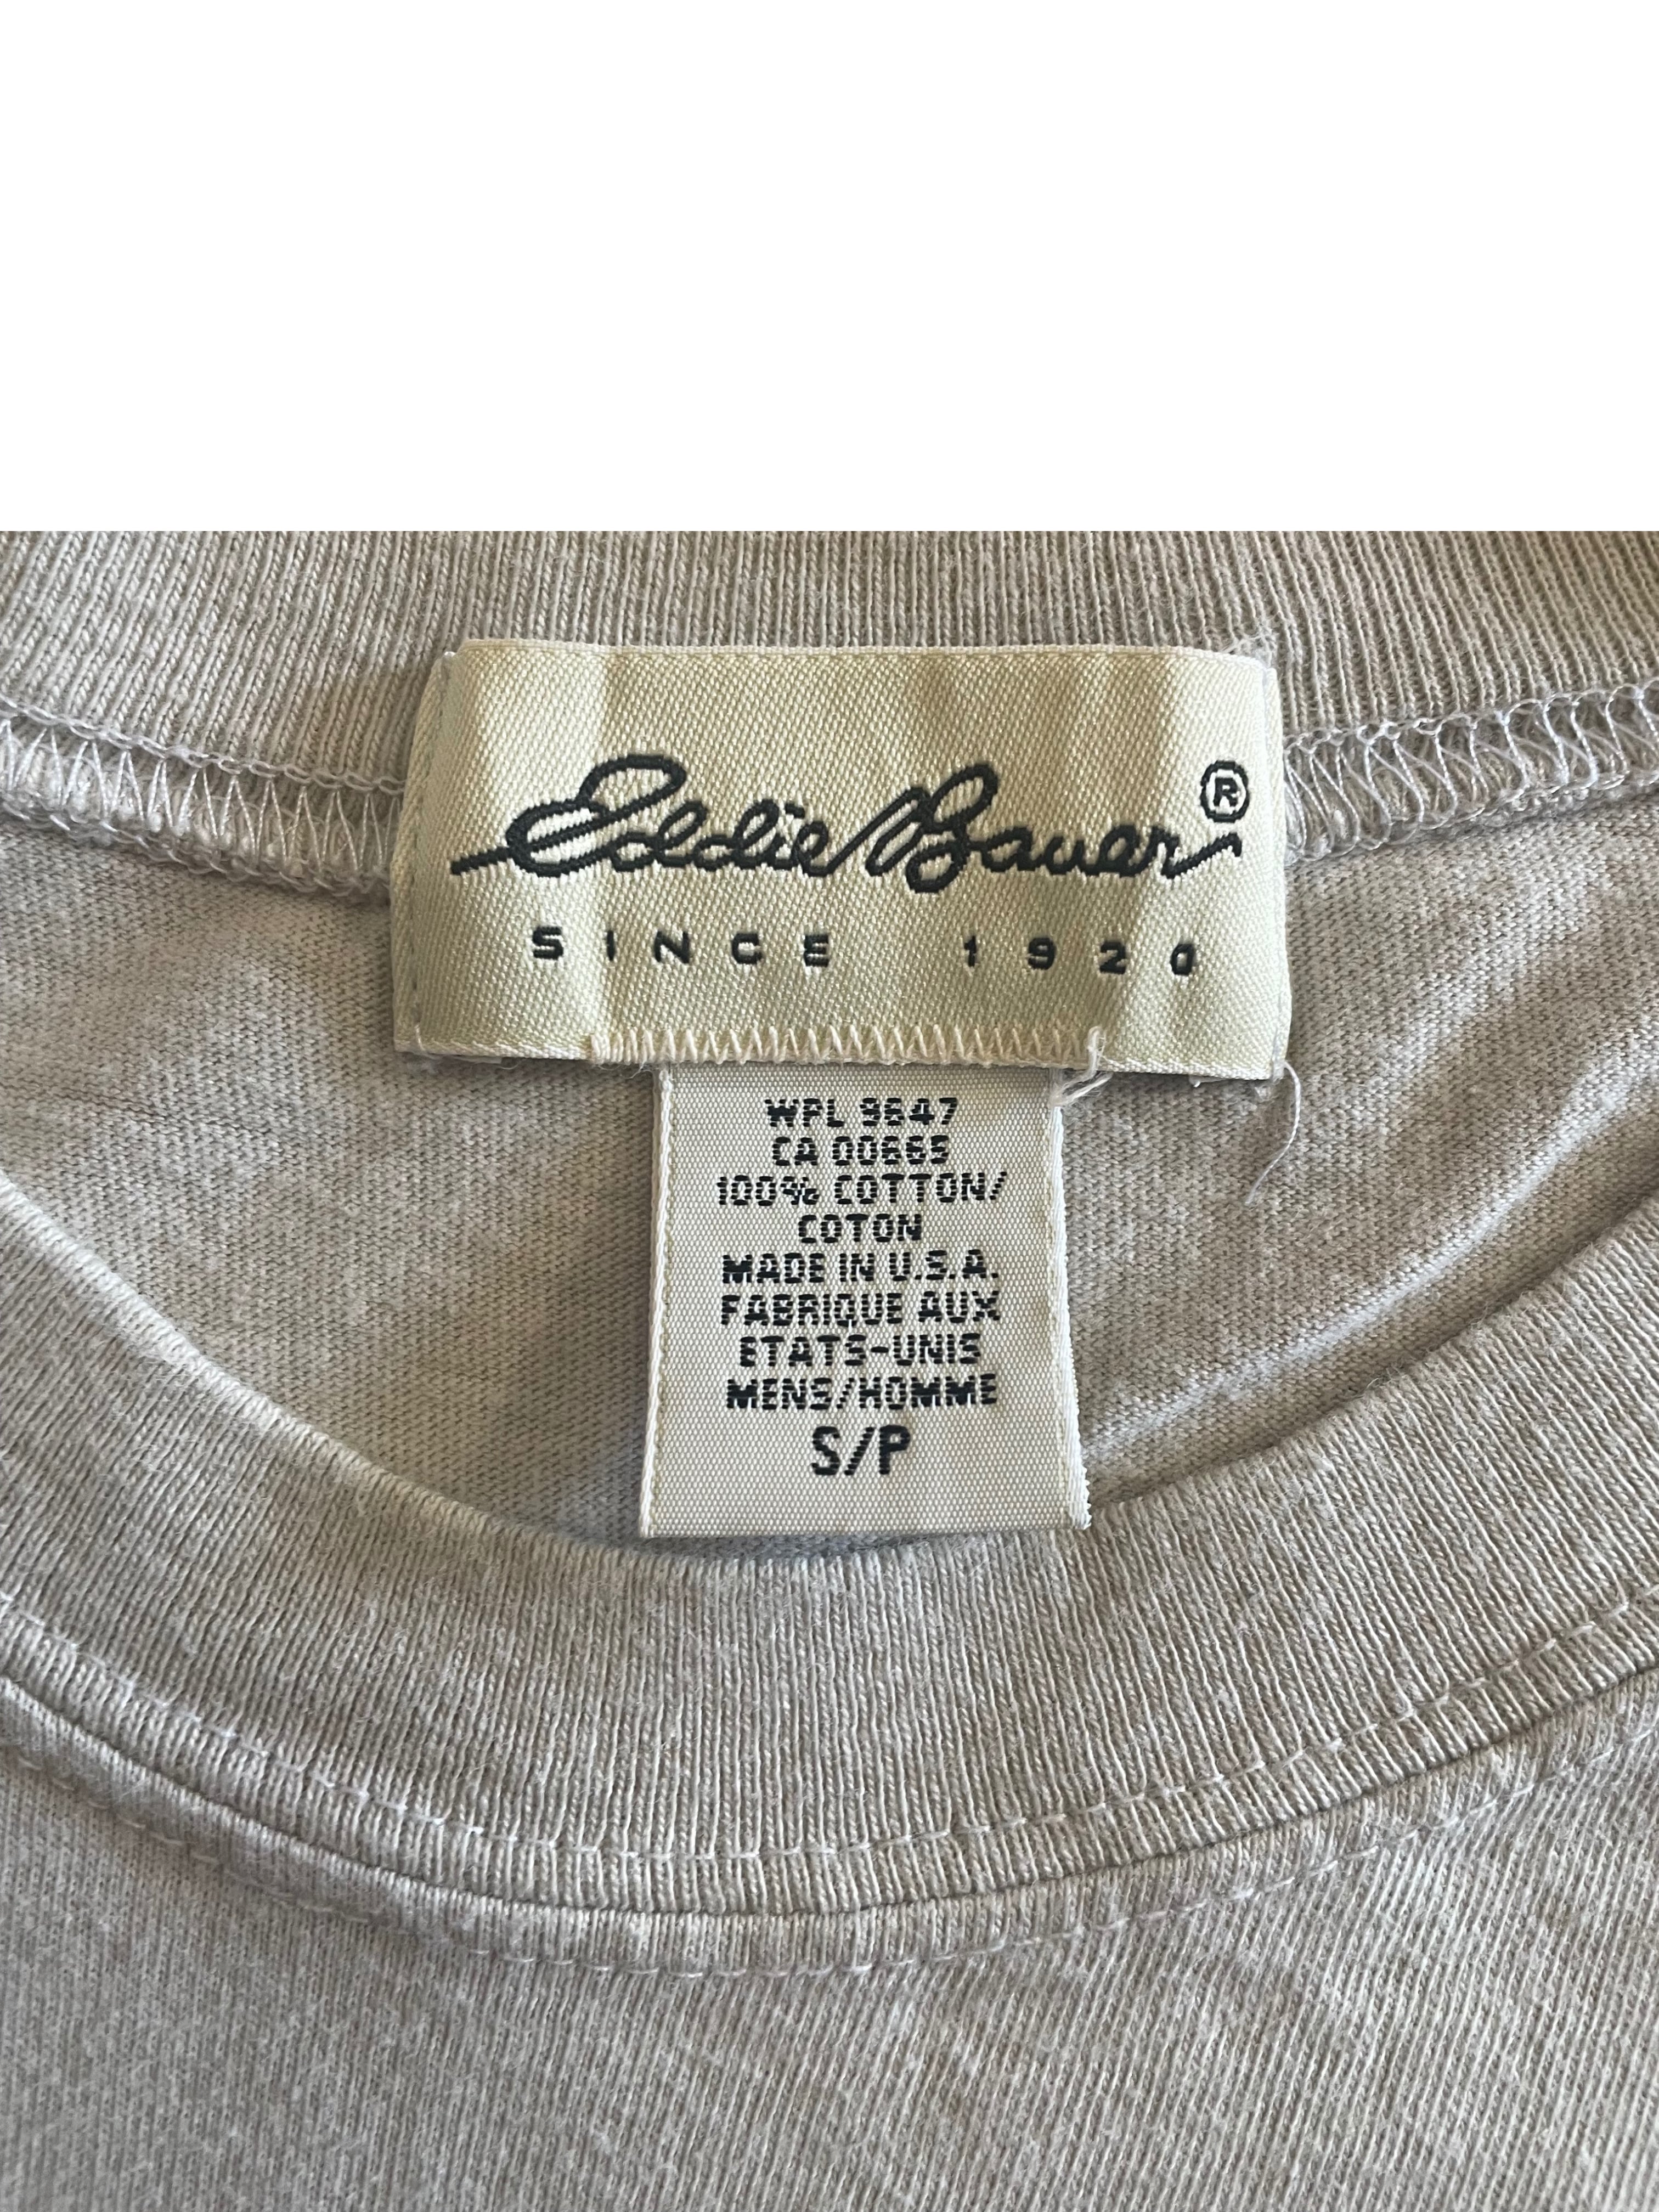 Eddie Bauer®
SINCE 1920
WPL 9647
CA 00665
100% COTTON/
COTON
MADE IN U.S.A.
FABRIQUE AUX
ETATS-UNIS
MENS/HOMME
S/P